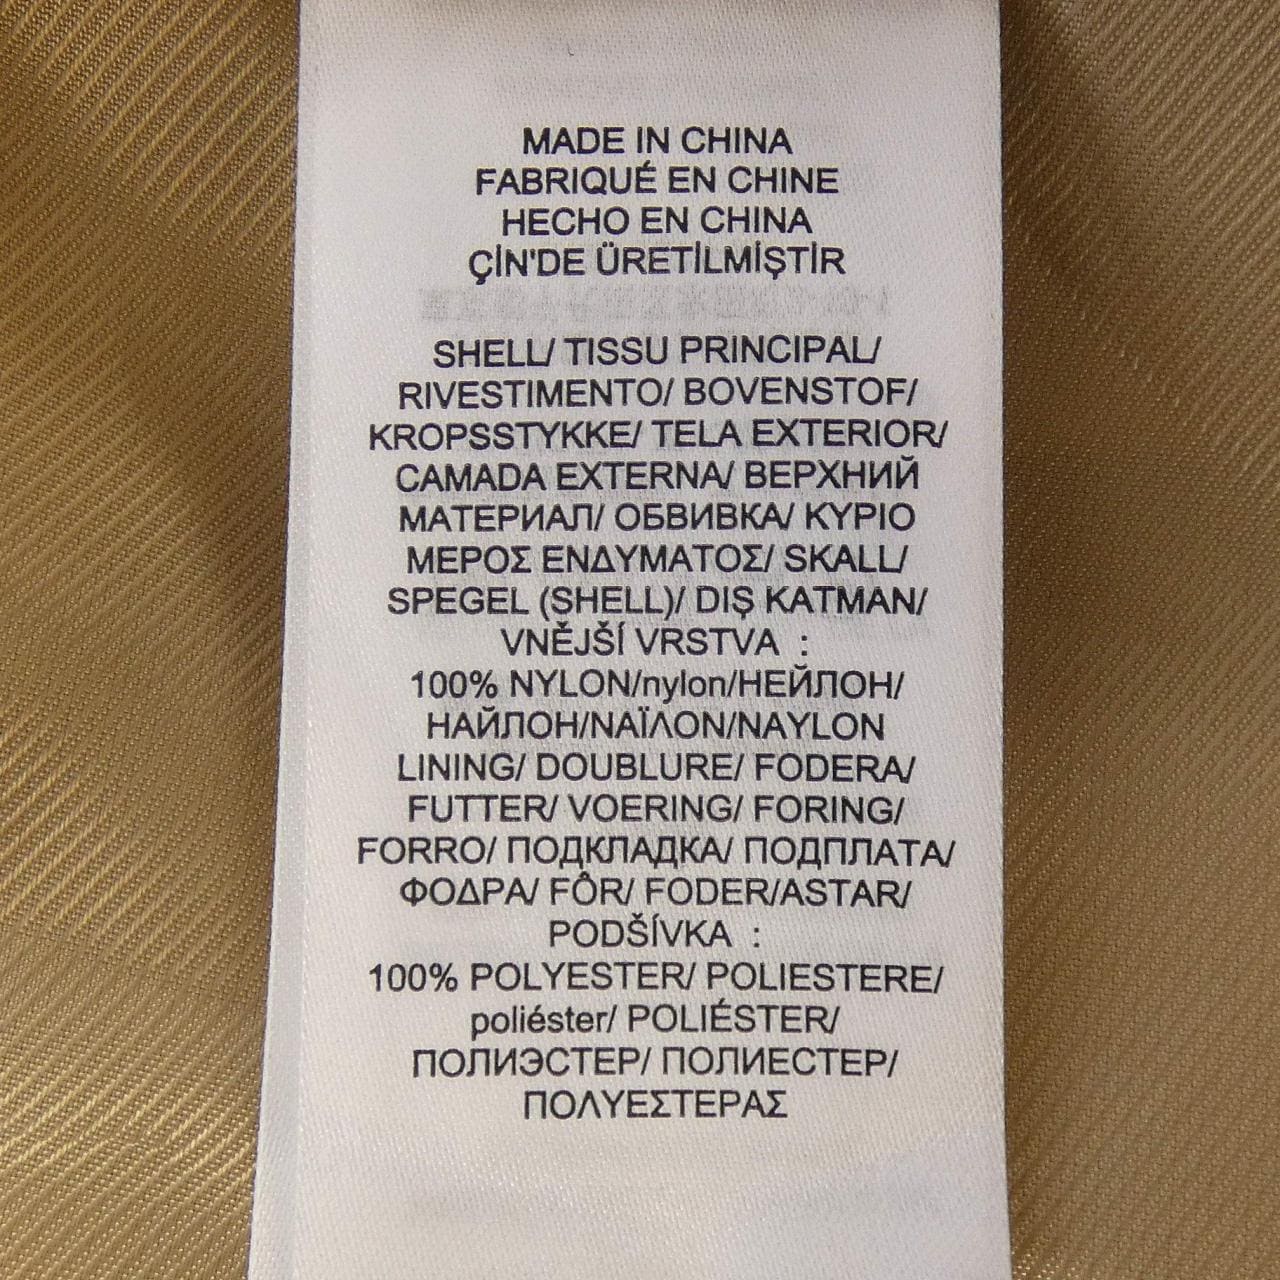 MADE IN CHINA
FABRIQUÉ EN CHINE
HECHO EN CHINA
ÇİN'DE ÜRETİLMİŞTİR
SHELL/ TISSU PRINCIPAL/
RIVESTIMENTO/ BOVENSTOF/
KROPSSTYKKE/ TELA EXTERIOR/
CAMADA EXTERNA/ ВЕРХНИЙ
МАТЕРИАЛ/ ОБВИВКА/ ΚΥΡΙΟ
ΜΕΡΟΣ ΕΝΔΥΜΑΤΟΣ/ SKALL/
SPEGEL (SHELL)/ DIŞ KATMAN/
VNĚJŠÍ VRSTVA :
100% NYLON/nylon/НЕЙЛОН/
НАЙЛОН/ΝΑΪΛΟΝ/NAYLON
LINING/ DOUBLURE/ FODERA/
FUTTER/ VOERING/ FORING/
FORRO/ ПОДКЛАДКА/ ПОДПЛАТА/
ΦΟΔΡΑ/ FÔR/ FODER/ASTAR/
PODŠÍVKA :
100% POLYESTER/ POLIESTERE/
poliéster/ POLIÉSTER/
ПОЛИЭСТЕР/ ПОЛИЕСТЕР/
ΠΟΛΥΕΣΤΕΡΑΣ